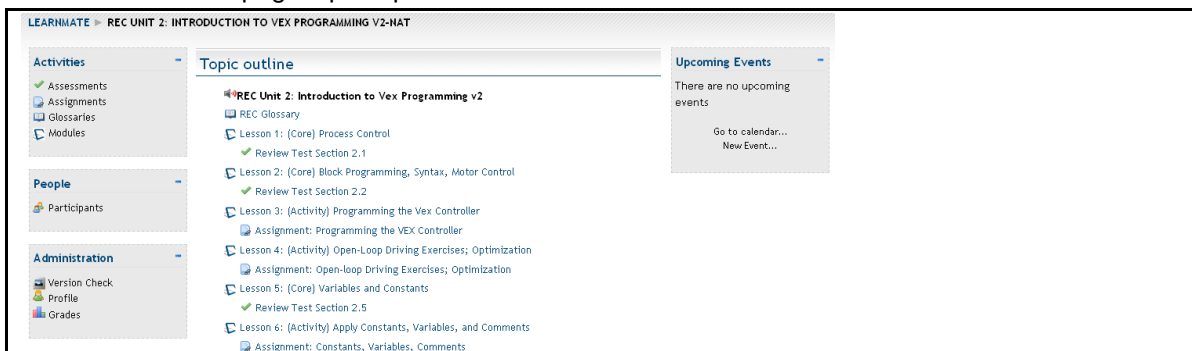 LEARNMATE ► REC UNIT 2: INTRODUCTION TO VEX PROGRAMMING V2-NAT
Activities
Assessments
Assignments
Glossaries
Modules
People
Participants
Administration
Version Check
Profile
Grades
Topic outline
REC Unit 2: Introduction to Vex Programming v2
REC Glossary
Lesson 1: (Core) Process Control
Review Test Section 2.1
Lesson 2: (Core) Block Programming, Syntax, Motor Control
Review Test Section 2.2
Lesson 3: (Activity) Programming the Vex Controller
Assignment: Programming the VEX Controller
Lesson 4: (Activity) Open-Loop Driving Exercises; Optimization
Assignment: Open-loop Driving Exercises; Optimization
Lesson 5: (Core) Variables and Constants
Review Test Section 2.5
Lesson 6: (Activity) Apply Constants, Variables, and Comments
Assignment: Constants, Variables, Comments
Upcoming Events
There are no upcoming
events
Go to calendar...
New Event...